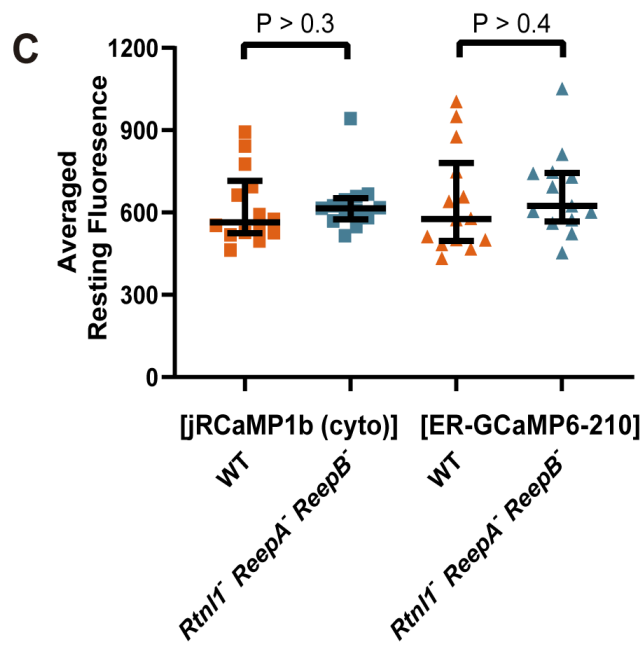 C
P > 0.3
P > 0.4
Averaged
Resting Fluoresence
1200
900
600
300
0
[jRCaMP1b (cyto)]
[ER-GCaMP6-210]
WT
Rtnl1⁻ ReepA⁻ ReepB⁻
WT
Rtnl1⁻ ReepA⁻ ReepB⁻